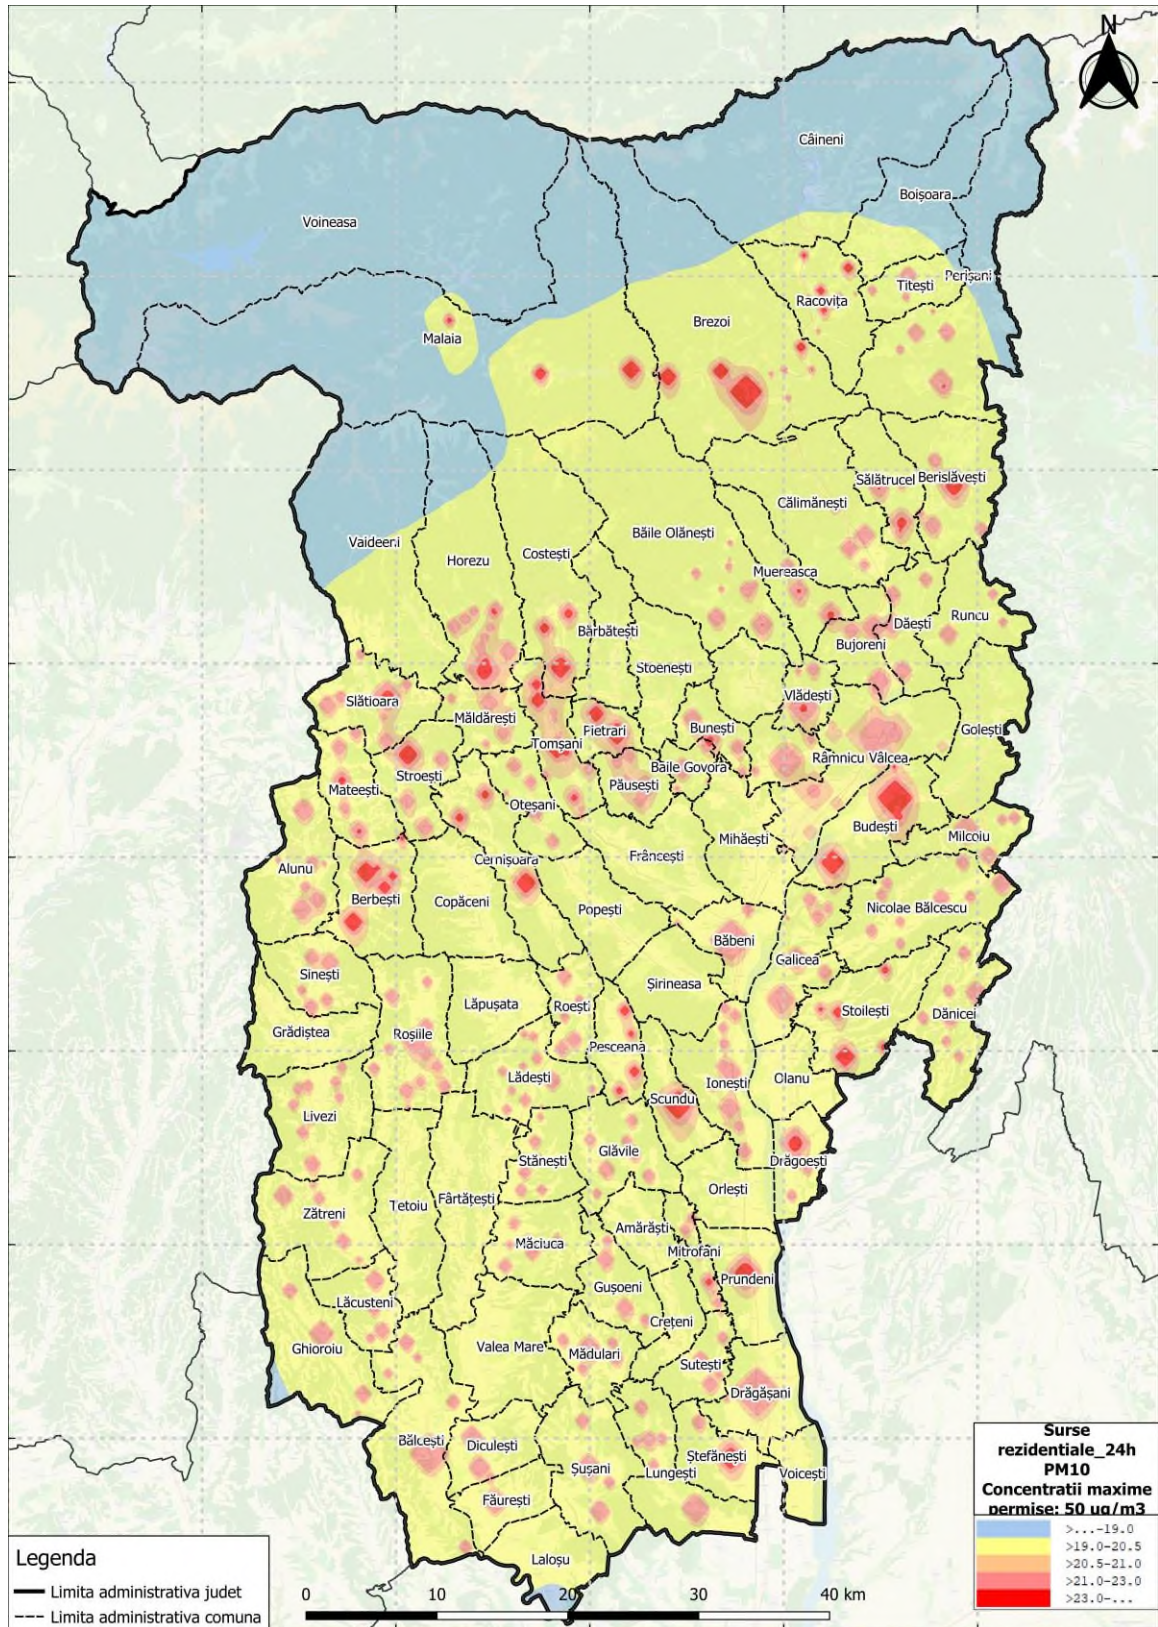 N
Câineni
Boișoara
Voineasa
Perișani
Titești
Racovița
Brezoi
Malaia
Sălătrucel
Berislăvești
Călimănești
Băile Olănești
Vaideeni
Costești
Horezu
Muereasca
Runcu
Dăești
Bărbătești
Bujoreni
Stoenești
Vlădești
Slătioara
Măldărești
Bunești
Golești
Fietrari
Tomșani
Râmnicu Vâlcea
Baile Govora
Stroești
Păusești
Mateești
Oteșani
Budești
Milcoiu
Mihăești
Frâncești
Cernișoara
Alunu
Berbești
Copăceni
Popești
Nicolae Bălcescu
Băbeni
Galicea
Sinești
Șirineasa
Lăpușata
Roești
Stoilești
Dănicei
Grădiștea
Roșiile
Pesceana
Lădești
Ionești
Olanu
Scundu
Livezi
Glăvile
Stănești
Drăgoești
Orlești
Fârtățești
Tetoiu
Zătreni
Amărăști
Măciuca
Mitrofani
Prundeni
Gușoeni
Lăcusteni
Crețeni
Valea Mare
Ghioroiu
Mădulari
Sutești
Drăgășani
Bălcești
Diculești
Ștefănești
Șușani
Lungești
Voicești
Făurești
Laloșu
Surse
rezidentiale_24h
PM10
Concentratii maxime
permise: 50 ug/m3
>...-19.0
>19.0-20.5
>20.5-21.0
>21.0-23.0
>23.0-...
Legenda
Limita administrativa judet
Limita administrativa comuna
0 10 20 30 40 km